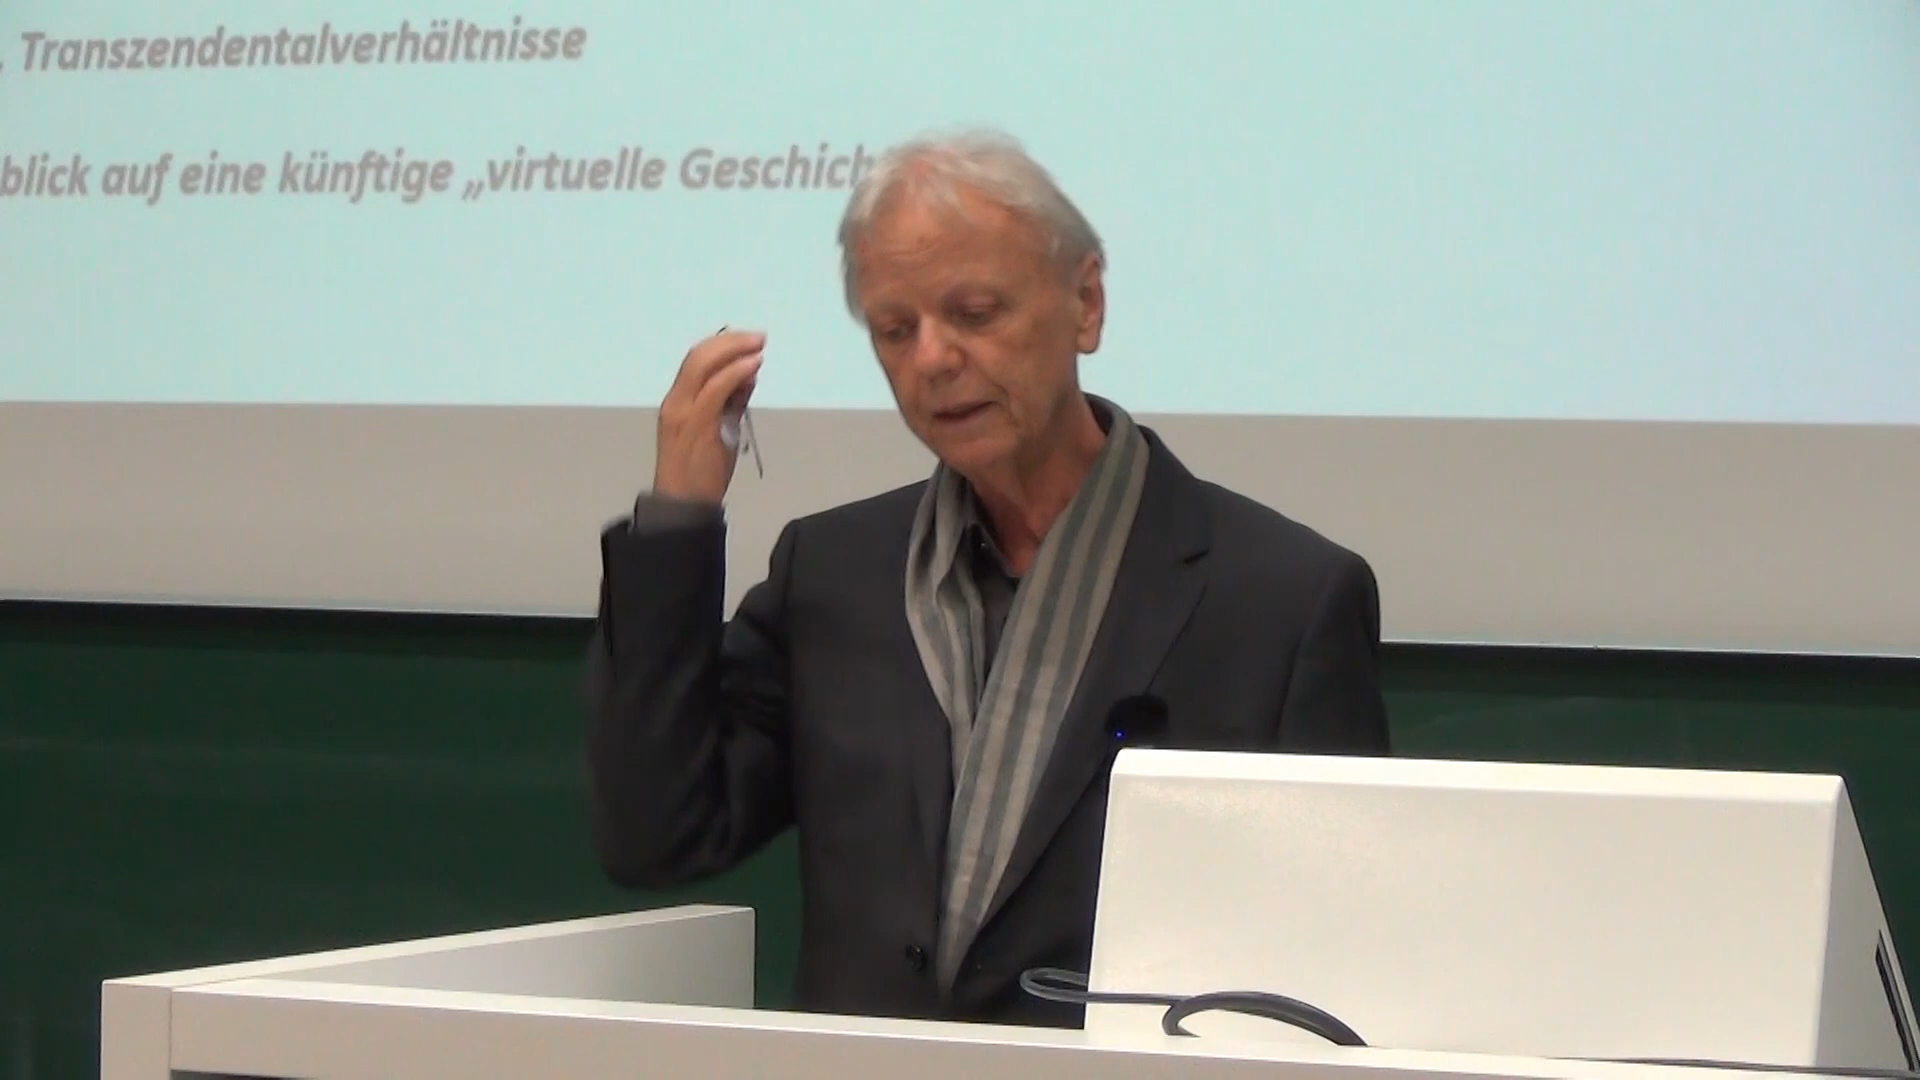 . Transzendentalverhältnisse
blick auf eine künftige „virtuelle Geschich